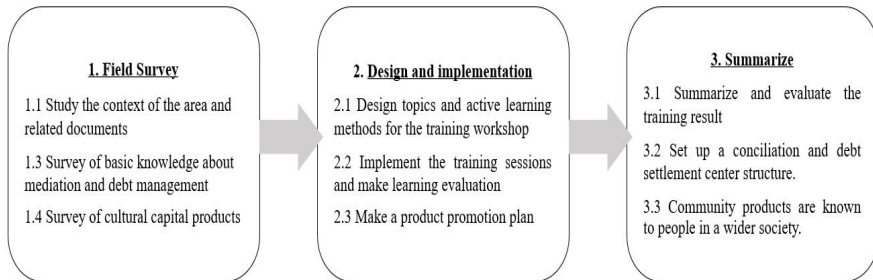 1. Field Survey
1.1 Study the context of the area and
related documents
1.3 Survey of basic knowledge about
mediation and debt management
1.4 Survey of cultural capital products
2. Design and implementation
2.1 Design topics and active learning
methods for the training workshop
2.2 Implement the training sessions
and make learning evaluation
2.3 Make a product promotion plan
3. Summarize
3.1 Summarize and evaluate the
training result
3.2 Set up a conciliation and debt
settlement center structure.
3.3 Community products are known
to people in a wider society.